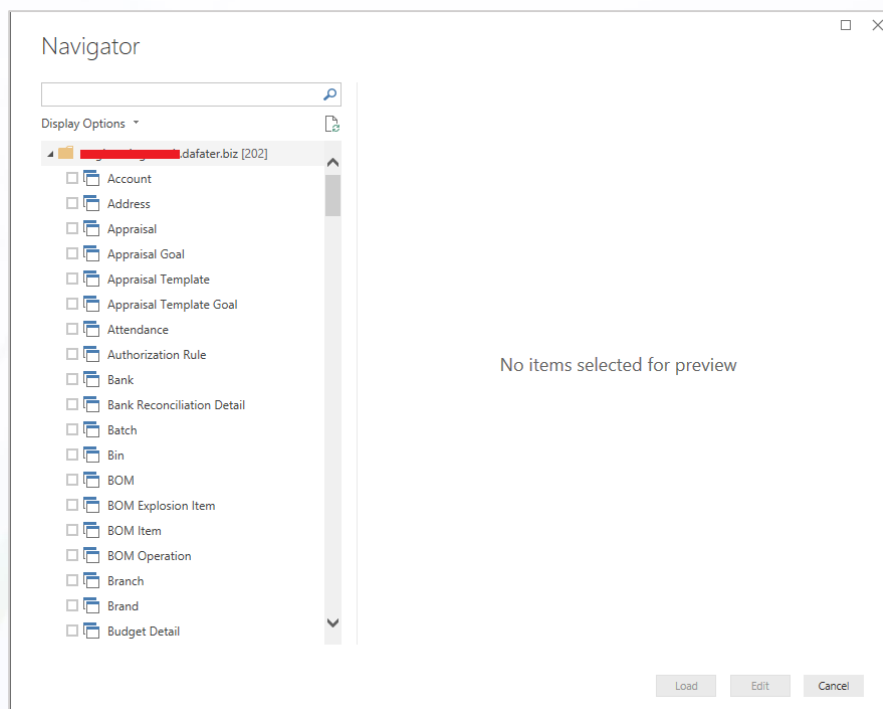 Navigator
Display Options
.dafater.biz [202]
Account
Address
Appraisal
Appraisal Goal
Appraisal Template
Appraisal Template Goal
Attendance
Authorization Rule
Bank
Bank Reconciliation Detail
Batch
Bin
BOM
BOM Explosion Item
BOM Item
BOM Operation
Branch
Brand
Budget Detail
No items selected for preview
Load
Edit
Cancel